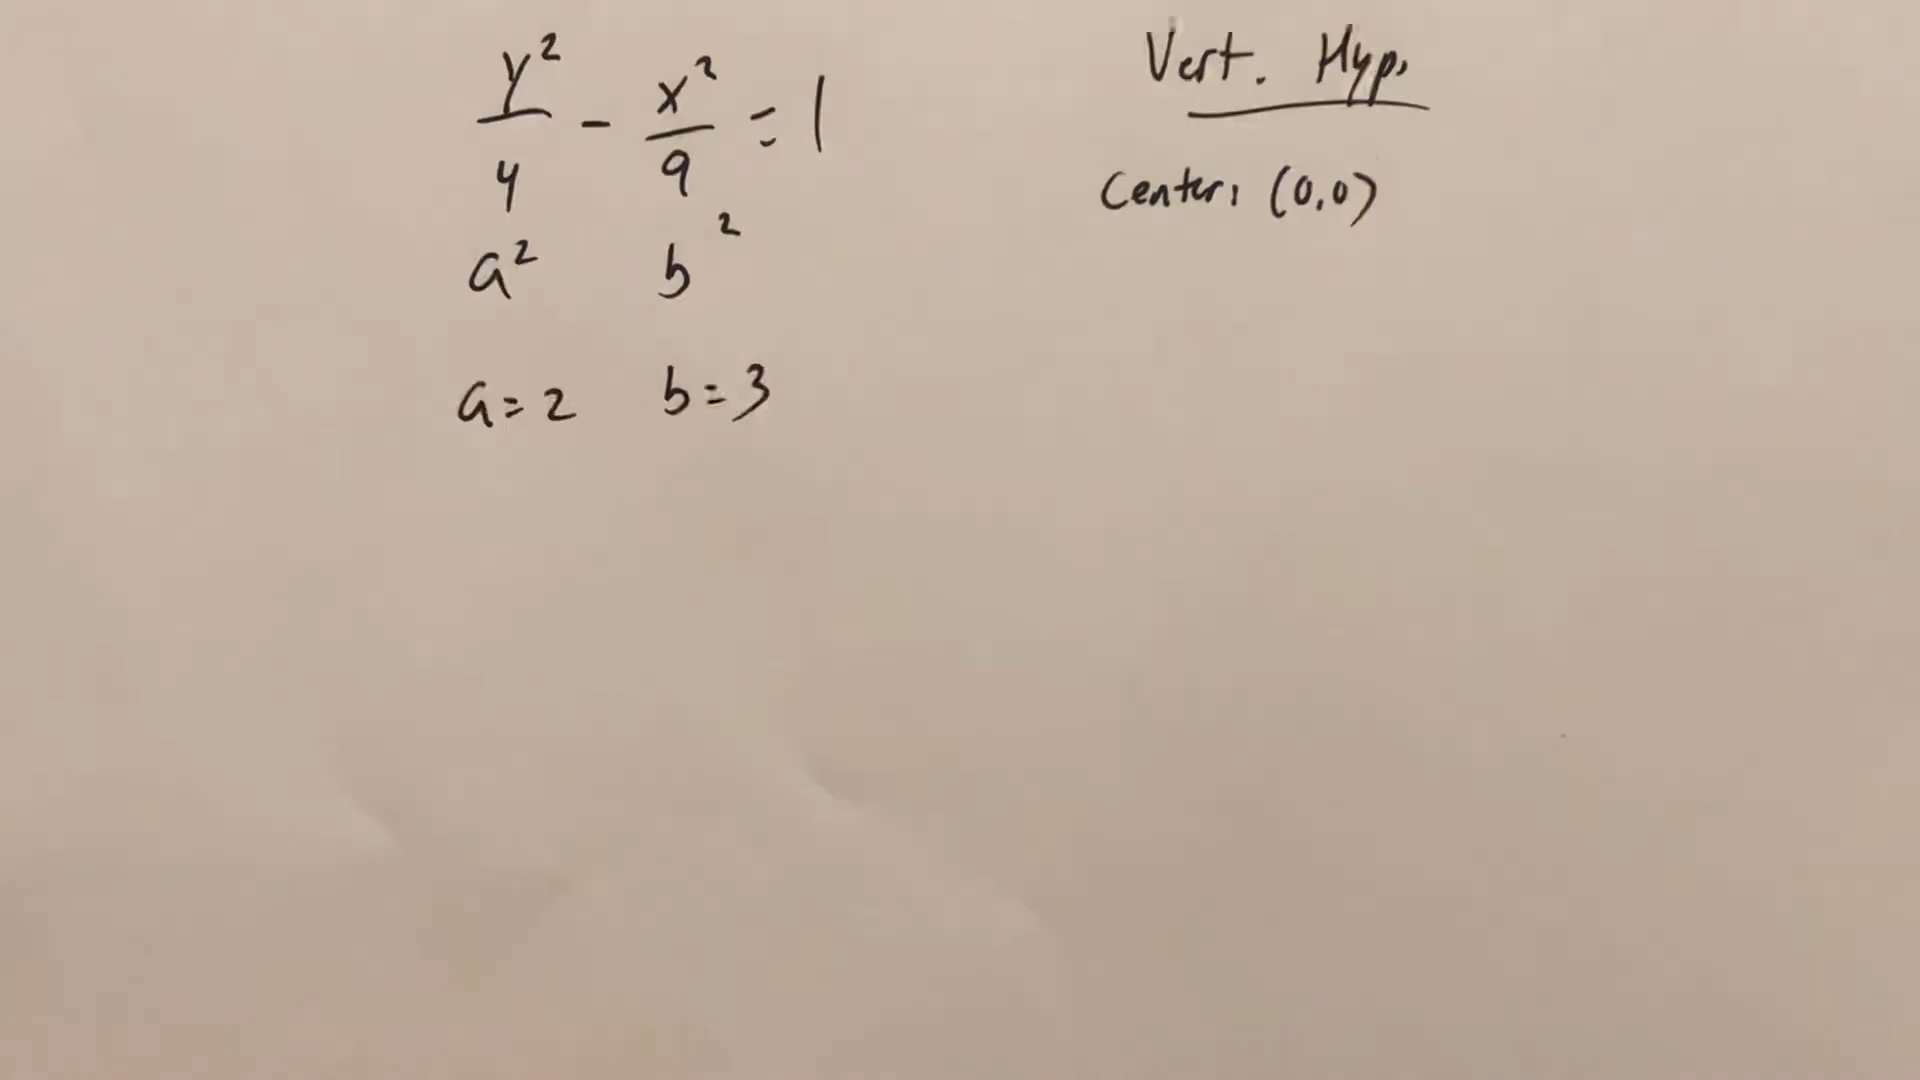 y²/4 - x²/9 = 1
a² b²
a = 2 b = 3
Vert. Hyp.
Center: (0,0)